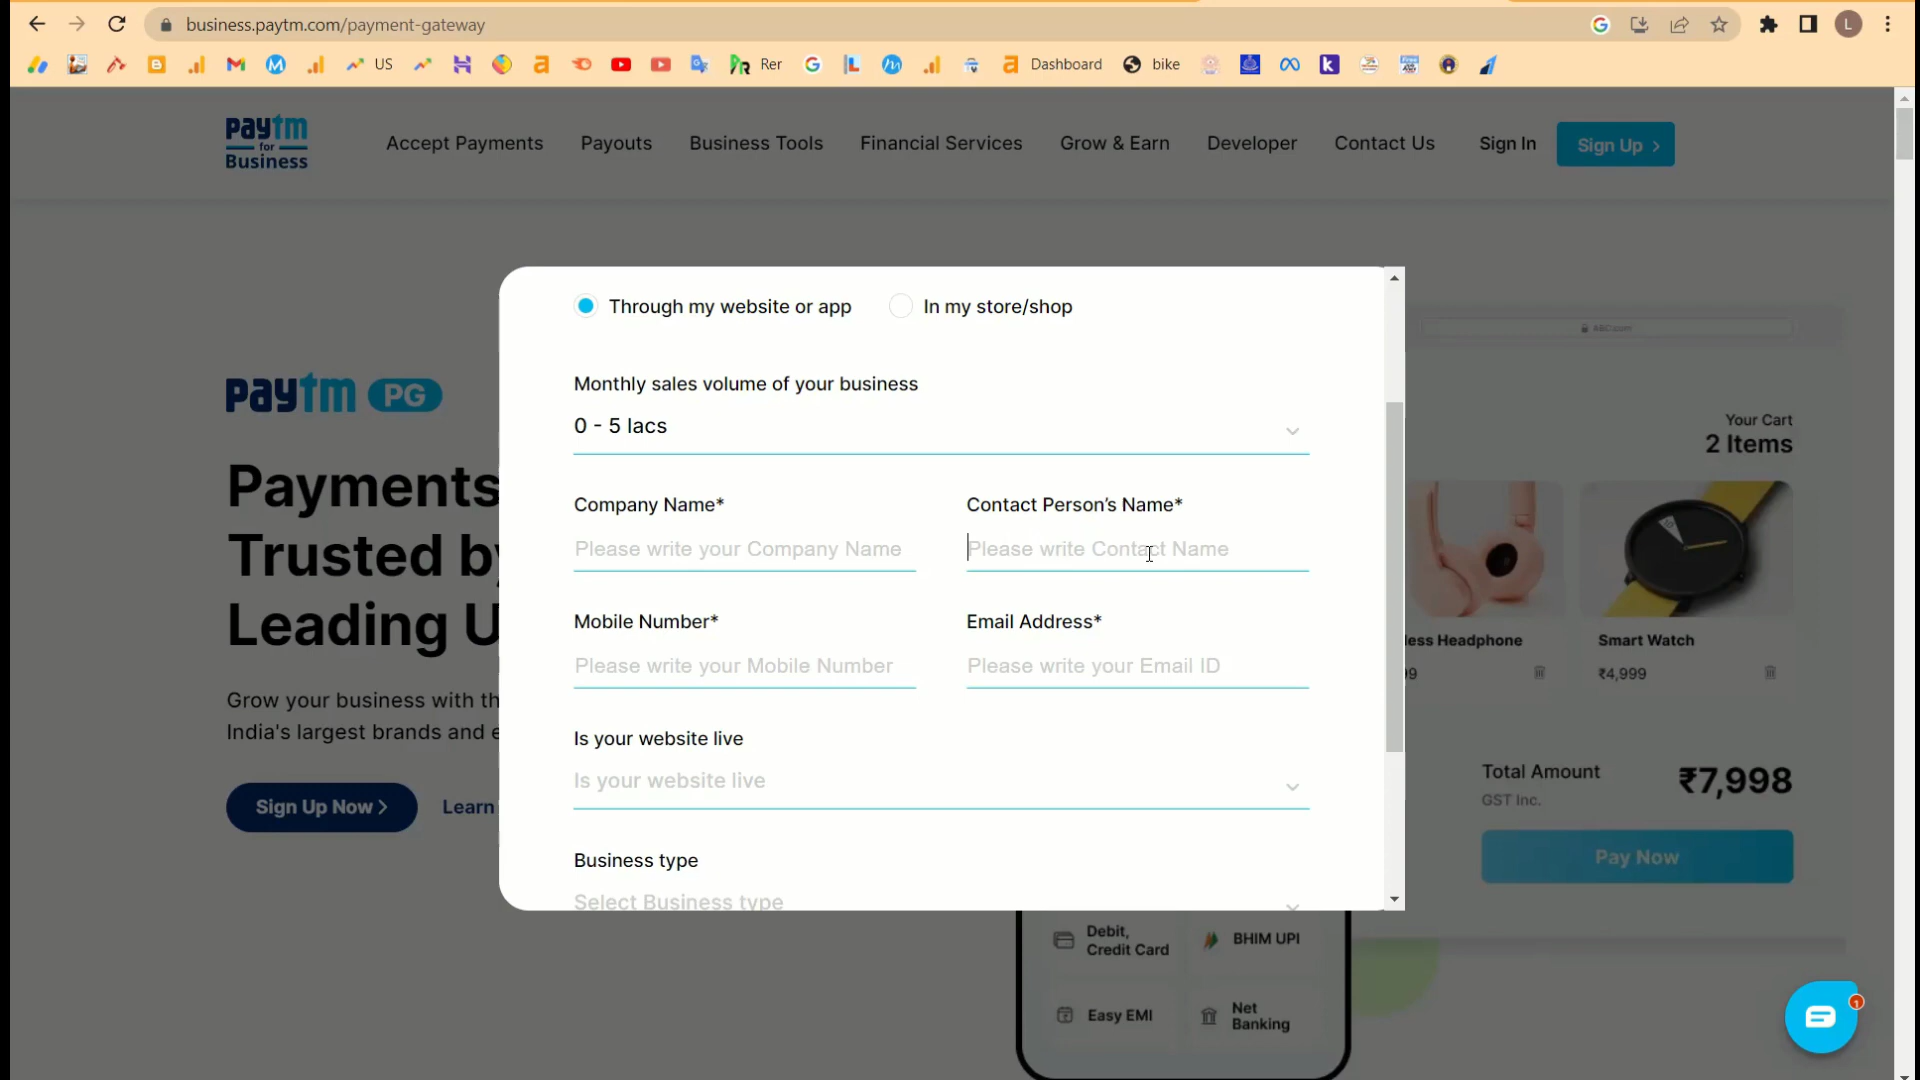 business.paytm.com/payment-gateway
L
US
Rer
Dashboard
bike
paytm
for
Business
Accept Payments
Payouts
Business Tools
Financial Services
Grow & Earn
Developer
Contact Us
Sign In
Sign Up >
Through my website or app
In my store/shop
Monthly sales volume of your business
0 - 5 lacs
Company Name*
Contact Person's Name*
Please write your Company Name
Please write Contact Name
Mobile Number*
Email Address*
Please write your Mobile Number
Please write your Email ID
Is your website live
Is your website live
Business type
Select Business type
paytm PG
Payments
Trusted by
Leading U
Grow your business with th
India's largest brands and e
Sign Up Now >
Learn
Your Cart
2 Items
less Headphone
Smart Watch
99
₹4,999
Total Amount
₹7,998
GST Inc.
Pay Now
Debit,
Credit Card
BHIM UPI
Easy EMI
Net
Banking
1